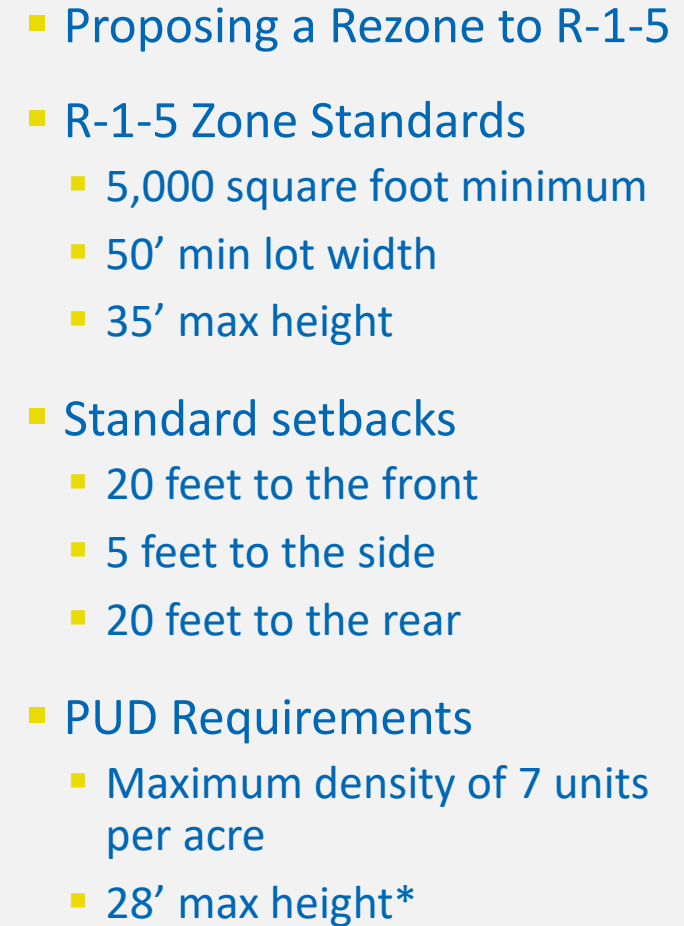 Proposing a Rezone to R-1-5
R-1-5 Zone Standards
5,000 square foot minimum
50’ min lot width
35’ max height
Standard setbacks
20 feet to the front
5 feet to the side
20 feet to the rear
PUD Requirements
Maximum density of 7 units
per acre
28’ max height*